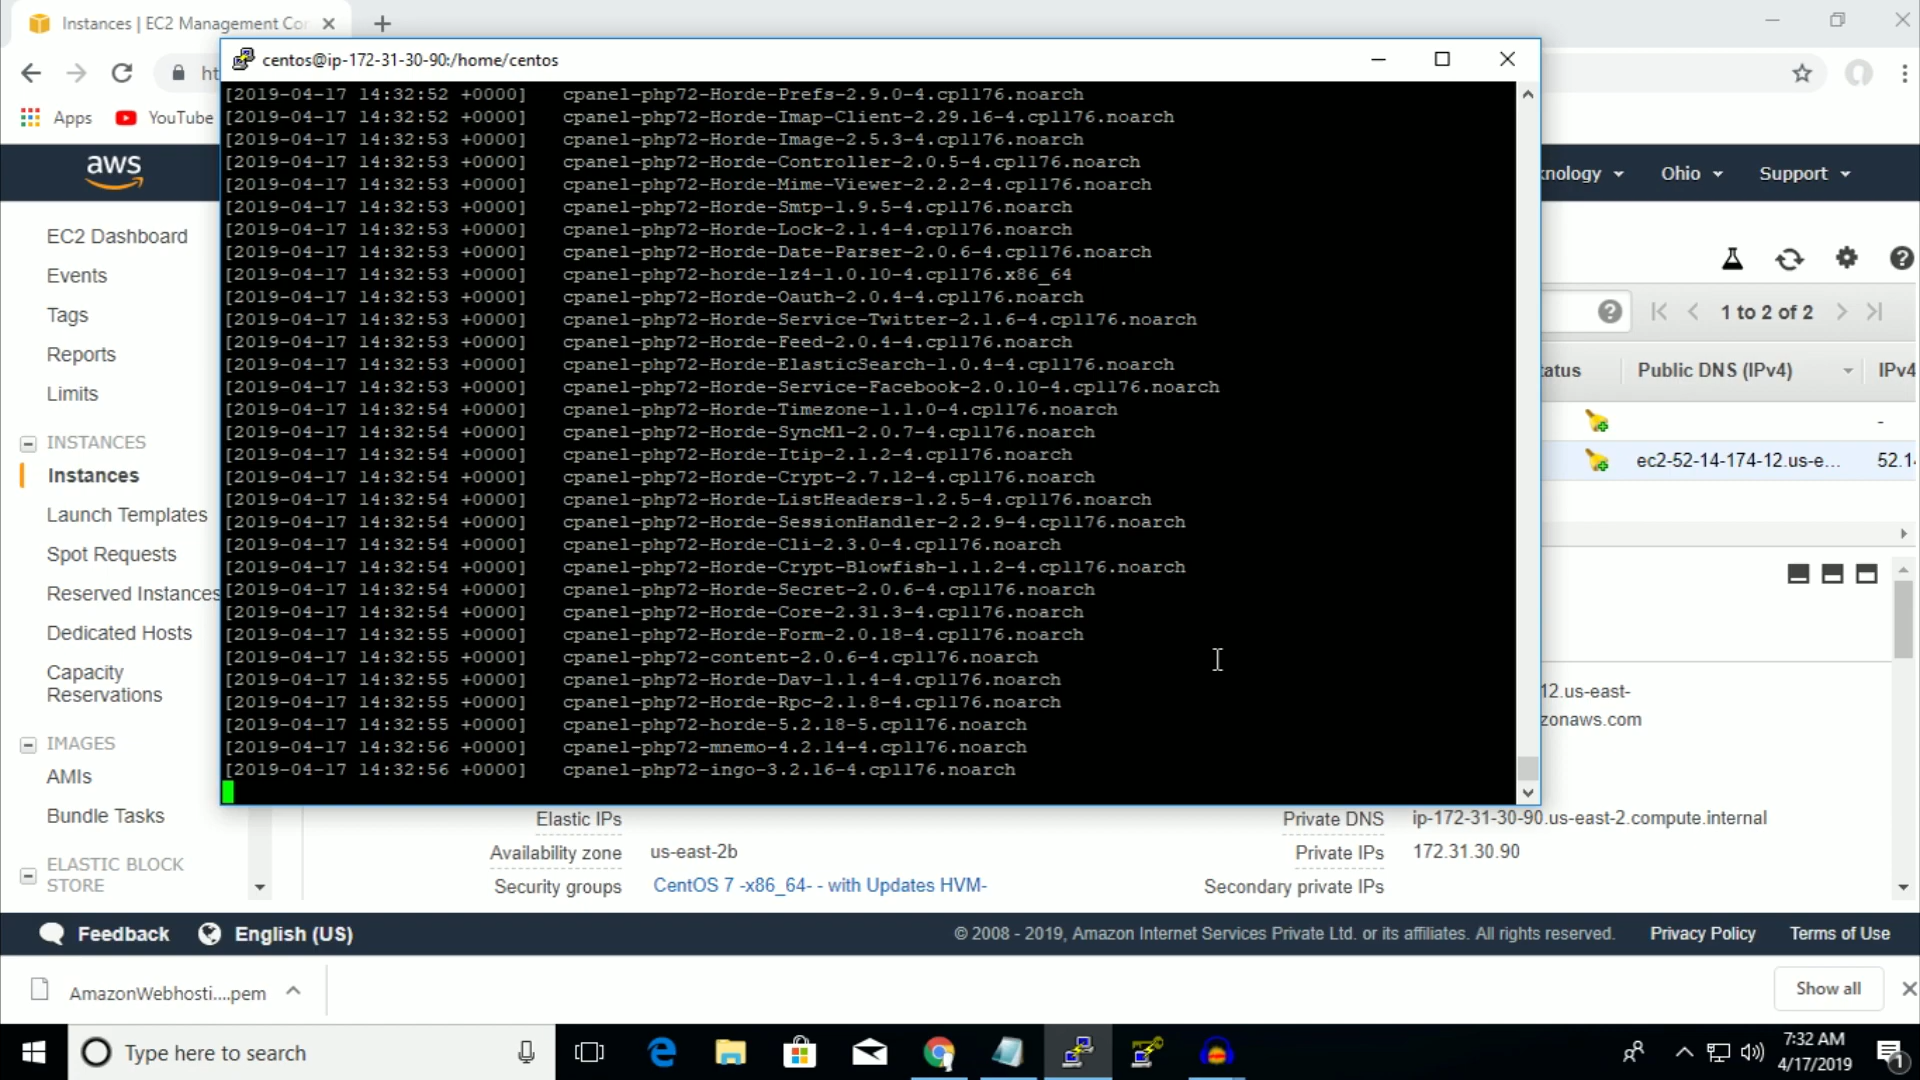 Instances | EC2 Management Co
centos@ip-172-31-30-90:/home/centos
Apps
YouTube
aws
Ohio
Support
[2019-04-17 14:32:52 +0000] cpanel-php72-Horde-Prefs-2.9.0-4.cp1176.noarch
[2019-04-17 14:32:52 +0000] cpanel-php72-Horde-Imap-Client-2.29.16-4.cp1176.noarch
[2019-04-17 14:32:53 +0000] cpanel-php72-Horde-Image-2.5.3-4.cp1176.noarch
[2019-04-17 14:32:53 +0000] cpanel-php72-Horde-Controller-2.0.5-4.cp1176.noarch
[2019-04-17 14:32:53 +0000] cpanel-php72-Horde-Mime-Viewer-2.2.2-4.cp1176.noarch
[2019-04-17 14:32:53 +0000] cpanel-php72-Horde-Smtp-1.9.5-4.cp1176.noarch
[2019-04-17 14:32:53 +0000] cpanel-php72-Horde-Lock-2.1.4-4.cp1176.noarch
[2019-04-17 14:32:53 +0000] cpanel-php72-Horde-Date-Parser-2.0.6-4.cp1176.noarch
[2019-04-17 14:32:53 +0000] cpanel-php72-horde-lz4-1.0.10-4.cp1176.x86_64
[2019-04-17 14:32:53 +0000] cpanel-php72-Horde-Oauth-2.0.4-4.cp1176.noarch
[2019-04-17 14:32:53 +0000] cpanel-php72-Horde-Service-Twitter-2.1.6-4.cp1176.noarch
[2019-04-17 14:32:53 +0000] cpanel-php72-Horde-Feed-2.0.4-4.cp1176.noarch
[2019-04-17 14:32:53 +0000] cpanel-php72-Horde-ElasticSearch-1.0.4-4.cp1176.noarch
[2019-04-17 14:32:53 +0000] cpanel-php72-Horde-Service-Facebook-2.0.10-4.cp1176.noarch
[2019-04-17 14:32:54 +0000] cpanel-php72-Horde-Timezone-1.1.0-4.cp1176.noarch
[2019-04-17 14:32:54 +0000] cpanel-php72-Horde-SyncMl-2.0.7-4.cp1176.noarch
[2019-04-17 14:32:54 +0000] cpanel-php72-Horde-Itip-2.1.2-4.cp1176.noarch
[2019-04-17 14:32:54 +0000] cpanel-php72-Horde-Crypt-2.7.12-4.cp1176.noarch
[2019-04-17 14:32:54 +0000] cpanel-php72-Horde-ListHeaders-1.2.5-4.cp1176.noarch
[2019-04-17 14:32:54 +0000] cpanel-php72-Horde-SessionHandler-2.2.9-4.cp1176.noarch
[2019-04-17 14:32:54 +0000] cpanel-php72-Horde-Cli-2.3.0-4.cp1176.noarch
[2019-04-17 14:32:54 +0000] cpanel-php72-Horde-Crypt-Blowfish-1.1.2-4.cp1176.noarch
[2019-04-17 14:32:54 +0000] cpanel-php72-Horde-Secret-2.0.6-4.cp1176.noarch
[2019-04-17 14:32:54 +0000] cpanel-php72-Horde-Core-2.31.3-4.cp1176.noarch
[2019-04-17 14:32:55 +0000] cpanel-php72-Horde-Form-2.0.18-4.cp1176.noarch
[2019-04-17 14:32:55 +0000] cpanel-php72-content-2.0.6-4.cp1176.noarch
[2019-04-17 14:32:55 +0000] cpanel-php72-Horde-Dav-1.1.4-4.cp1176.noarch
[2019-04-17 14:32:55 +0000] cpanel-php72-Horde-Rpc-2.1.8-4.cp1176.noarch
[2019-04-17 14:32:55 +0000] cpanel-php72-horde-5.2.18-5.cp1176.noarch
[2019-04-17 14:32:56 +0000] cpanel-php72-mnemo-4.2.14-4.cp1176.noarch
[2019-04-17 14:32:56 +0000] cpanel-php72-ingo-3.2.16-4.cp1176.noarch
EC2 Dashboard
Events
Tags
Reports
Limits
INSTANCES
Instances
Launch Templates
Spot Requests
Reserved Instances
Dedicated Hosts
Capacity
Reservations
IMAGES
AMIs
Bundle Tasks
ELASTIC BLOCK
STORE
1 to 2 of 2
Public DNS (IPv4)
IPv4
-
ec2-52-14-174-12.us-e...
52.1
12.us-east-
zonaws.com
Elastic IPs
Availability zone us-east-2b
Security groups CentOS 7 -x86_64- - with Updates HVM-
Private DNS ip-172-31-30-90.us-east-2.compute.internal
Private IPs 172.31.30.90
Secondary private IPs
Feedback
English (US)
© 2008 - 2019, Amazon Internet Services Private Ltd. or its affiliates. All rights reserved.
Privacy Policy
Terms of Use
AmazonWebhosti....pem
Show all
Type here to search
7:32 AM
4/17/2019
1